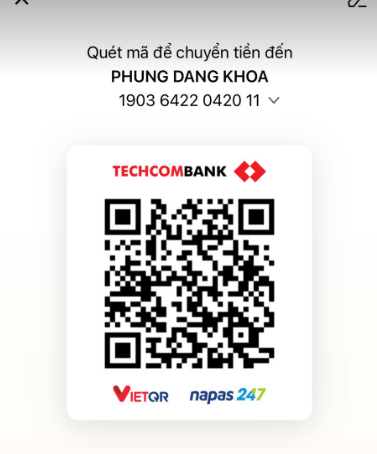 Quét mã để chuyển tiền đến
PHUNG DANG KHOA
1903 6422 0420 11
TECHCOMBANK
VIETQR napas 247